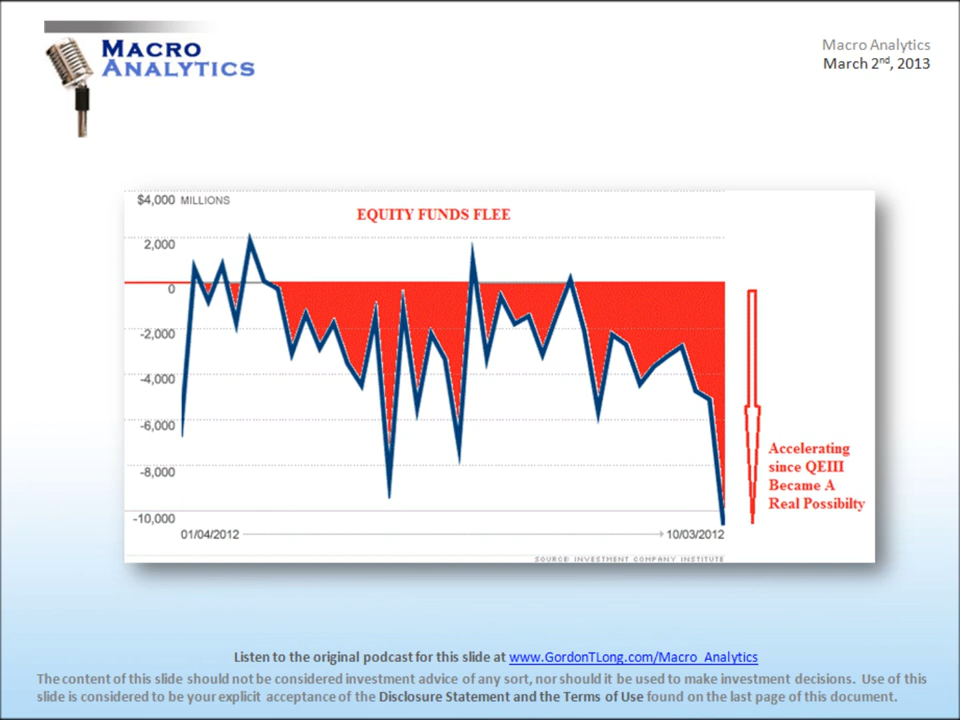 MACRO
ANALYTICS
Macro Analytics
March 2nd, 2013
$4,000 MILLIONS
EQUITY FUNDS FLEE
2,000
0
-2,000
-4,000
-6,000
-8,000
-10,000
Accelerating
since QEIII
Became A
Real Possibilty
01/04/2012
10/03/2012
SOURCE: INVESTMENT COMPANY INSTITUTE
Listen to the original podcast for this slide at www.GordonTLong.com/Macro_Analytics
The content of this slide should not be considered investment advice of any sort, nor should it be used to make investment decisions. Use of this
slide is considered to be your explicit acceptance of the Disclosure Statement and the Terms of Use found on the last page of this document.